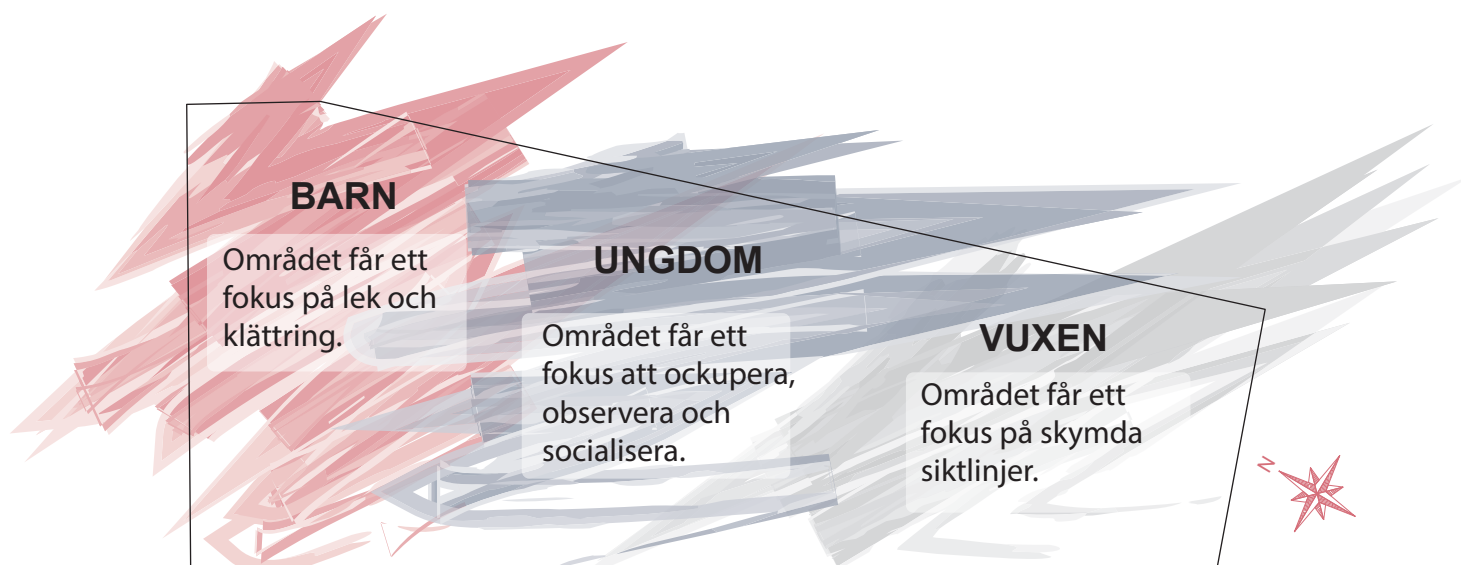 BARN
Området får ett
fokus på lek och
klättring.
UNGDOM
Området får ett
fokus att ockupera,
observera och
socialisera.
VUXEN
Området får ett
fokus på skymda
siktlinjer.
N